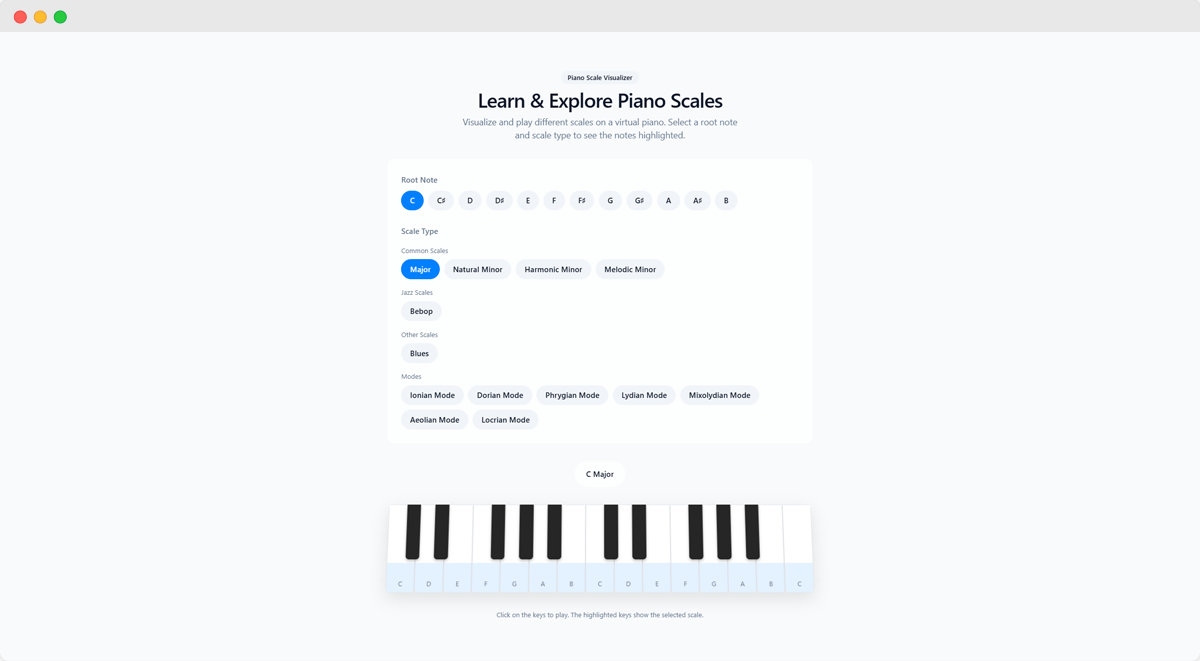 Piano Scale Visualizer
Learn & Explore Piano Scales
Visualize and play different scales on a virtual piano. Select a root note
and scale type to see the notes highlighted.
Root Note
C C♯ D D♯ E F F♯ G G♯ A A♯ B
Scale Type
Common Scales
Major Natural Minor Harmonic Minor Melodic Minor
Jazz Scales
Bebop
Other Scales
Blues
Modes
Ionian Mode Dorian Mode Phrygian Mode Lydian Mode Mixolydian Mode
Aeolian Mode Locrian Mode
C Major
C D E F G A B C D E F G A B C
Click on the keys to play. The highlighted keys show the selected scale.